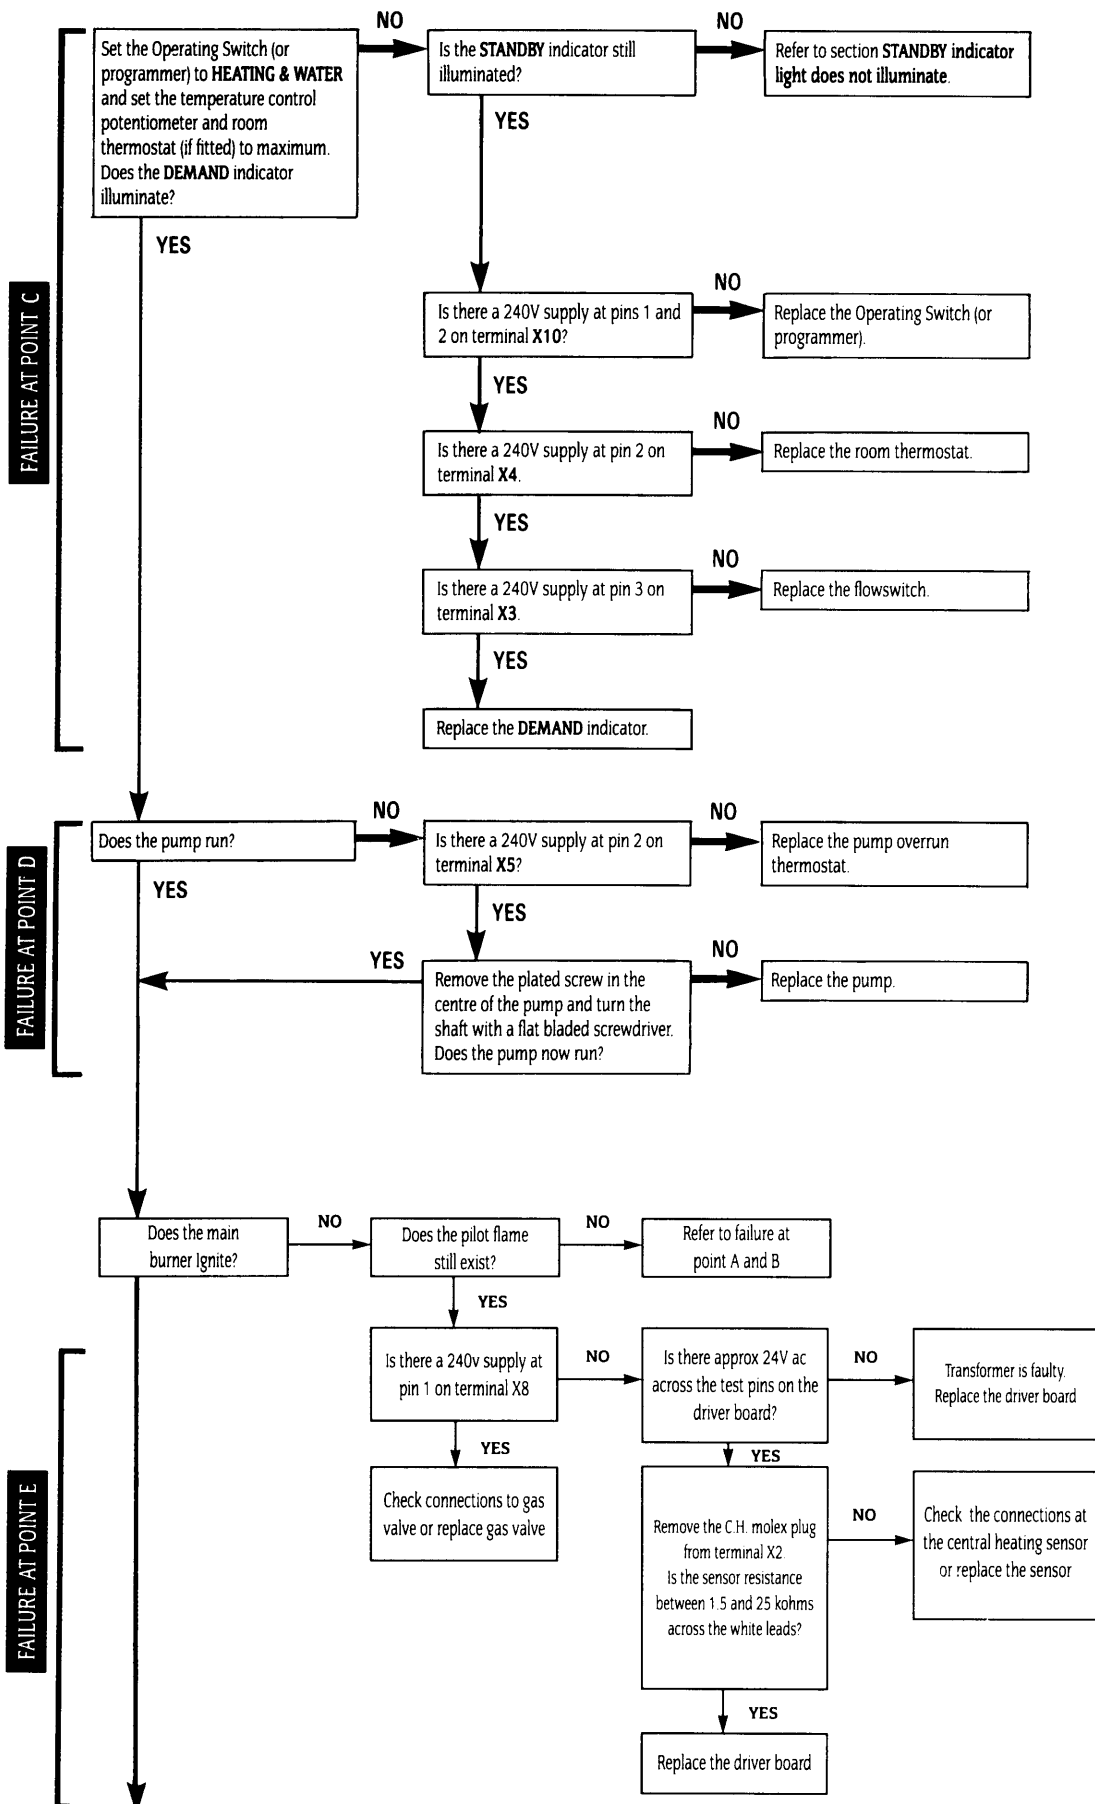 FAILURE AT POINT C
Set the Operating Switch (or
programmer) to HEATING & WATER
and set the temperature control
potentiometer and room
thermostat (if fitted) to maximum.
Does the DEMAND indicator
illuminate?
NO
Is the STANDBY indicator still
illuminated?
NO
Refer to section STANDBY indicator
light does not illuminate.
YES
YES
Is there a 240V supply at pins 1 and
2 on terminal X10?
NO
Replace the Operating Switch (or
programmer).
YES
Is there a 240V supply at pin 2 on
terminal X4.
NO
Replace the room thermostat.
YES
Is there a 240V supply at pin 3 on
terminal X3.
NO
Replace the flowswitch.
YES
Replace the DEMAND indicator.
FAILURE AT POINT D
Does the pump run?
NO
Is there a 240V supply at pin 2 on
terminal X5?
NO
Replace the pump overrun
thermostat.
YES
YES
YES
Remove the plated screw in the
centre of the pump and turn the
shaft with a flat bladed screwdriver.
Does the pump now run?
NO
Replace the pump.
Does the main
burner Ignite?
NO
Does the pilot flame
still exist?
NO
Refer to failure at
point A and B
YES
FAILURE AT POINT E
Is there a 240v supply at
pin 1 on terminal X8
NO
Is there approx 24V ac
across the test pins on the
driver board?
NO
Transformer is faulty.
Replace the driver board
YES
YES
Check connections to gas
valve or replace gas valve
Remove the C.H. molex plug
from terminal X2.
Is the sensor resistance
between 1.5 and 25 kohms
across the white leads?
NO
Check the connections at
the central heating sensor
or replace the sensor
YES
Replace the driver board